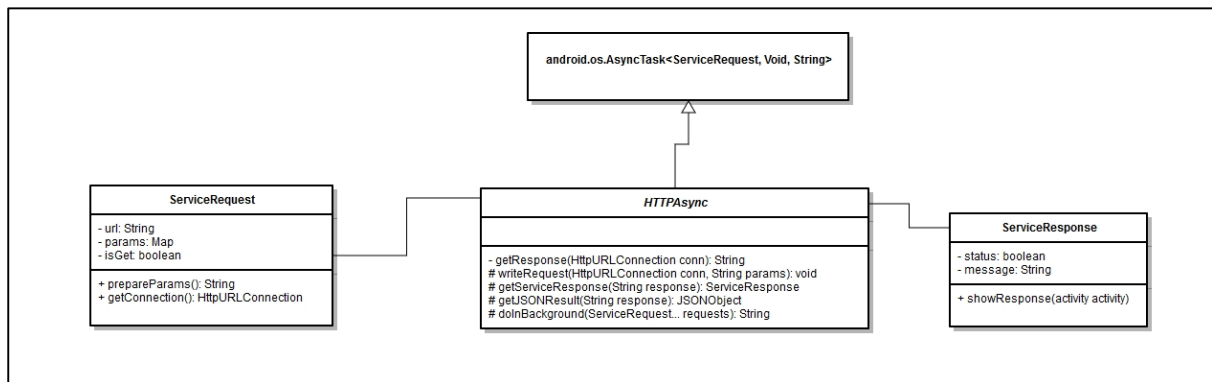 android.os.AsyncTask<ServiceRequest, Void, String>
ServiceRequest
- url: String
- params: Map
- isGet: boolean
+ prepareParams(): String
+ getConnection(): HttpURLConnection
HTTPAsync
- getResponse(HttpURLConnection conn): String
# writeRequest(HttpURLConnection conn, String params): void
# getServiceResponse(String response): ServiceResponse
# getJSONResult(String response): JSONObject
# doInBackground(ServiceRequest... requests): String
ServiceResponse
- status: boolean
- message: String
+ showResponse(activity activity)